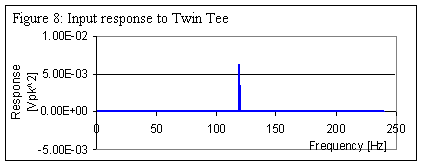 Figure 8: Input response to Twin Tee
1.00E-02
5.00E-03
0.00E+00
-5.00E-03
Response
[Vpk^2]
0 50 100 150 200 250
Frequency [Hz]